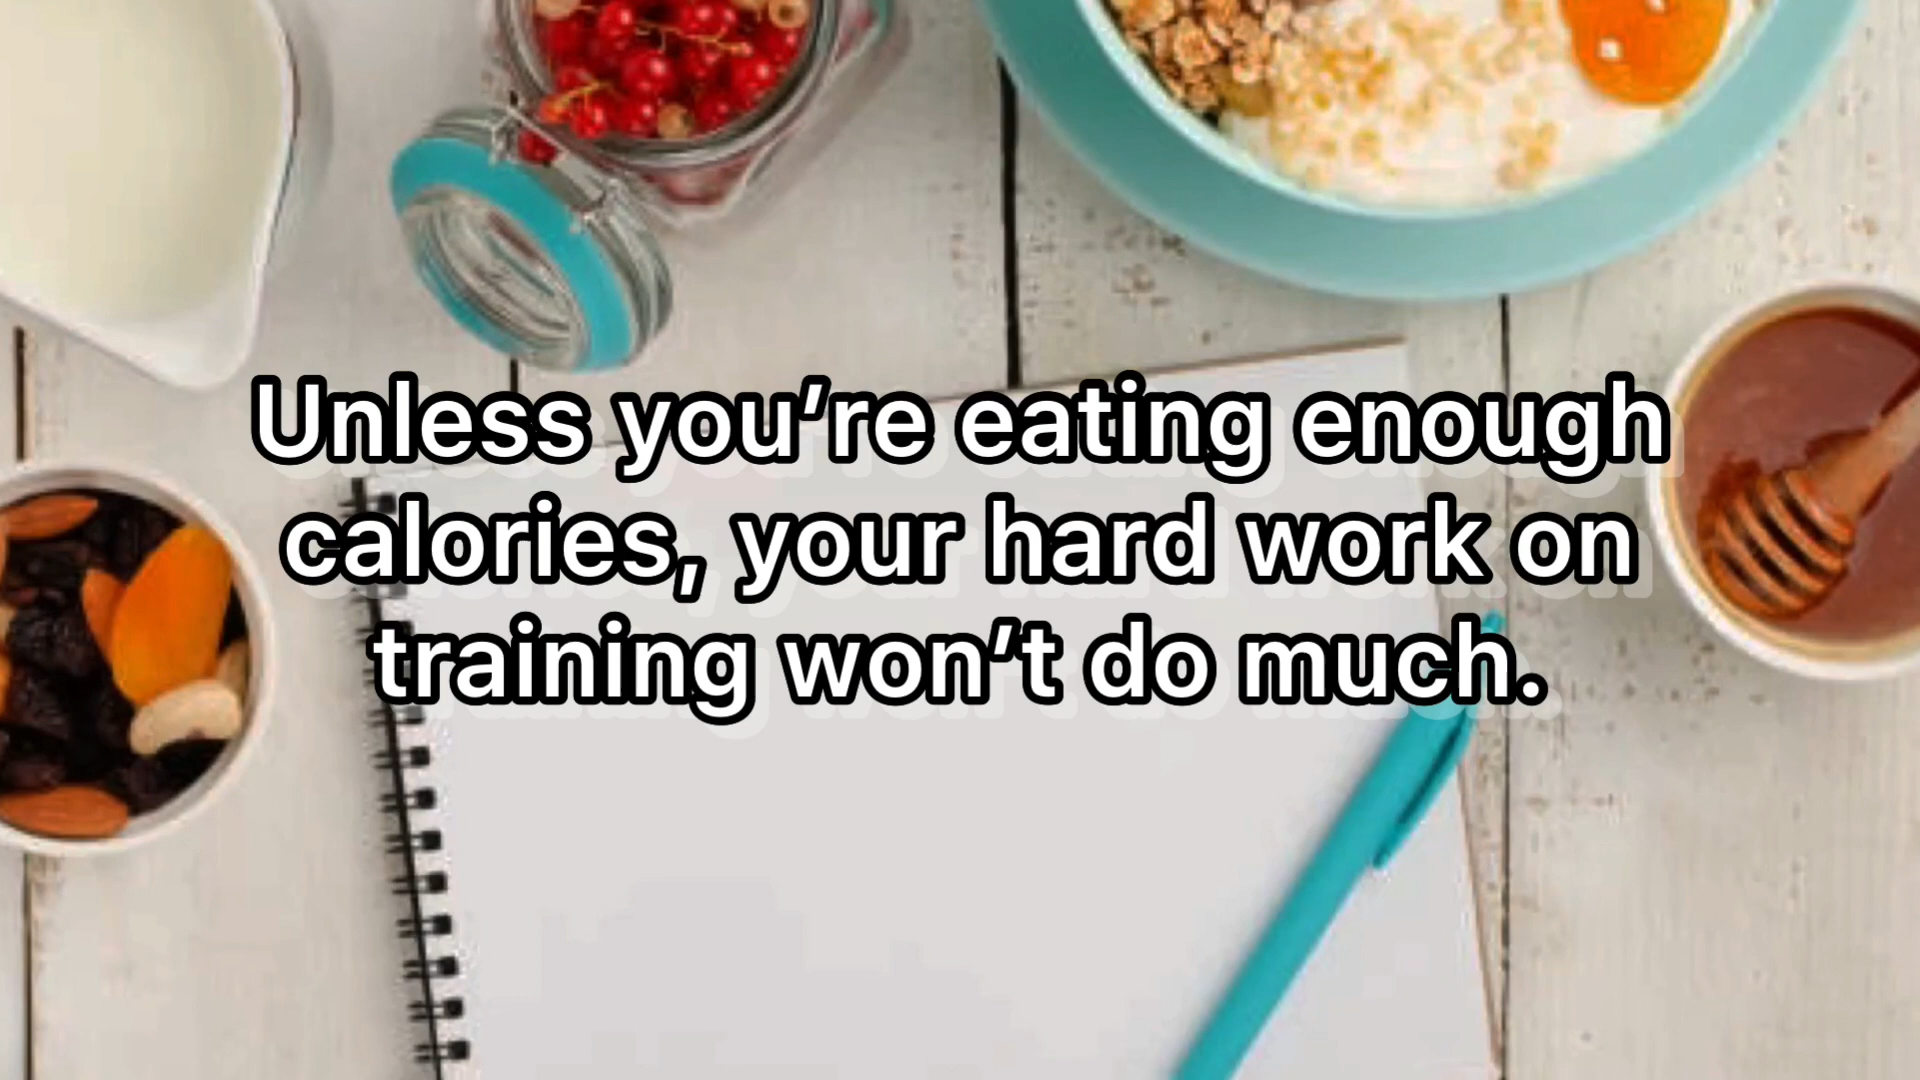 Unless you’re eating enough
calories, your hard work on
training won’t do much.